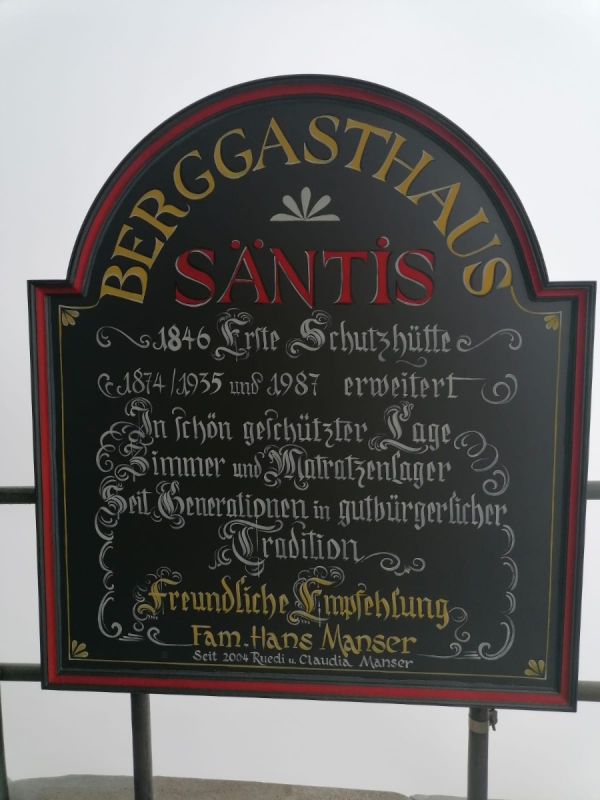 BERGGASTHAUS
SÄNTIS
1846 Erste Schutzhütte
1874/1935 und 1987 erweitert
In schön geschützter Lage
Zimmer und Matratzenlager
Seit Generationen in gutbürgerlicher
Tradition
Freundliche Empfehlung
Fam. Hans Manser
Seit 2004 Ruedi u. Claudia Manser